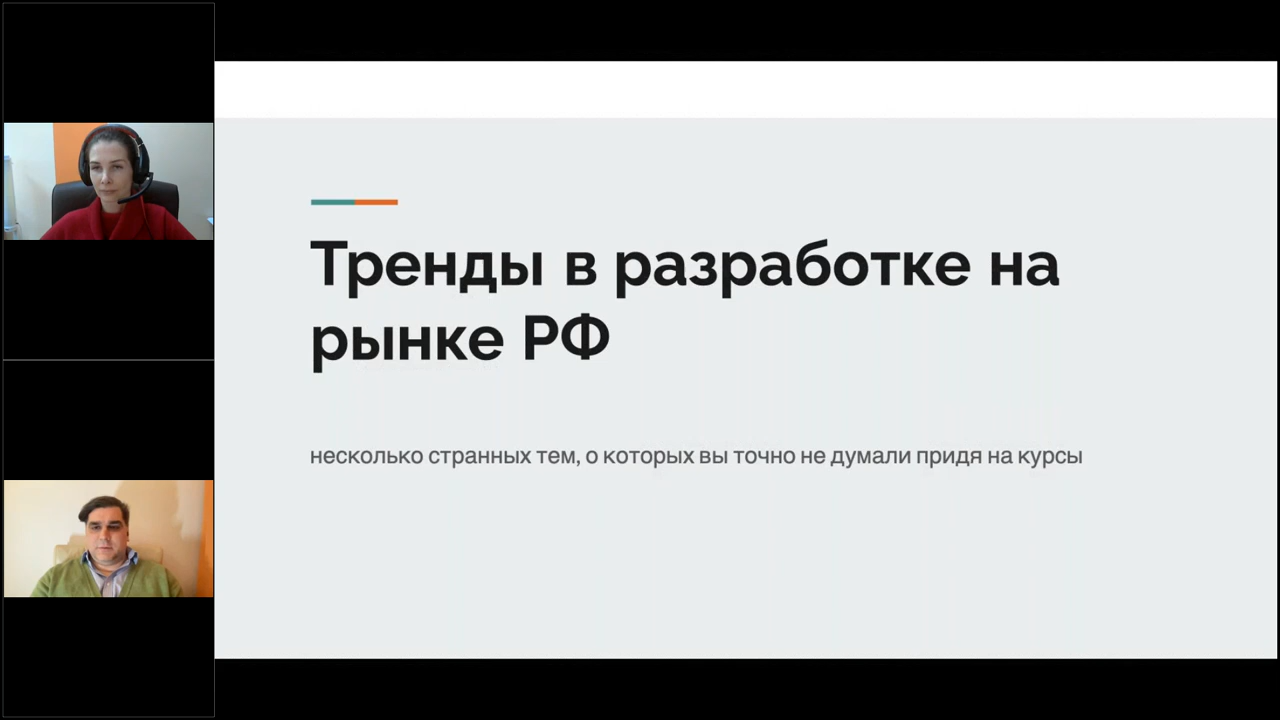 Тренды в разработке на
рынке РФ
несколько странных тем, о которых вы точно не думали придя на курсы